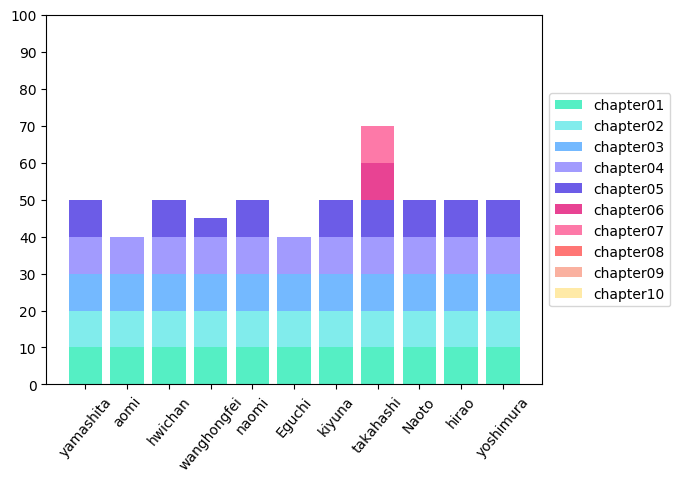 100
90
80
70
60
50
40
30
20
10
0
yamashita
aomi
hwichan
wanghongfei
naomi
Eguchi
kiyuna
takahashi
Naoto
hirao
yoshimura
chapter01
chapter02
chapter03
chapter04
chapter05
chapter06
chapter07
chapter08
chapter09
chapter10